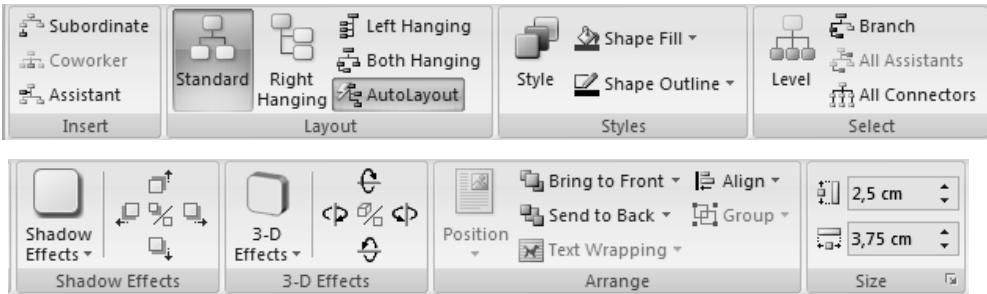 Subordinate
Coworker
Assistant
Insert
Standard
Right Hanging
Left Hanging
Both Hanging
AutoLayout
Layout
Style
Shape Fill
Shape Outline
Styles
Level
Branch
All Assistants
All Connectors
Select
Shadow Effects
Shadow Effects
3-D Effects
3-D Effects
Position
Bring to Front
Send to Back
Text Wrapping
Align
Group
Arrange
2,5 cm
3,75 cm
Size